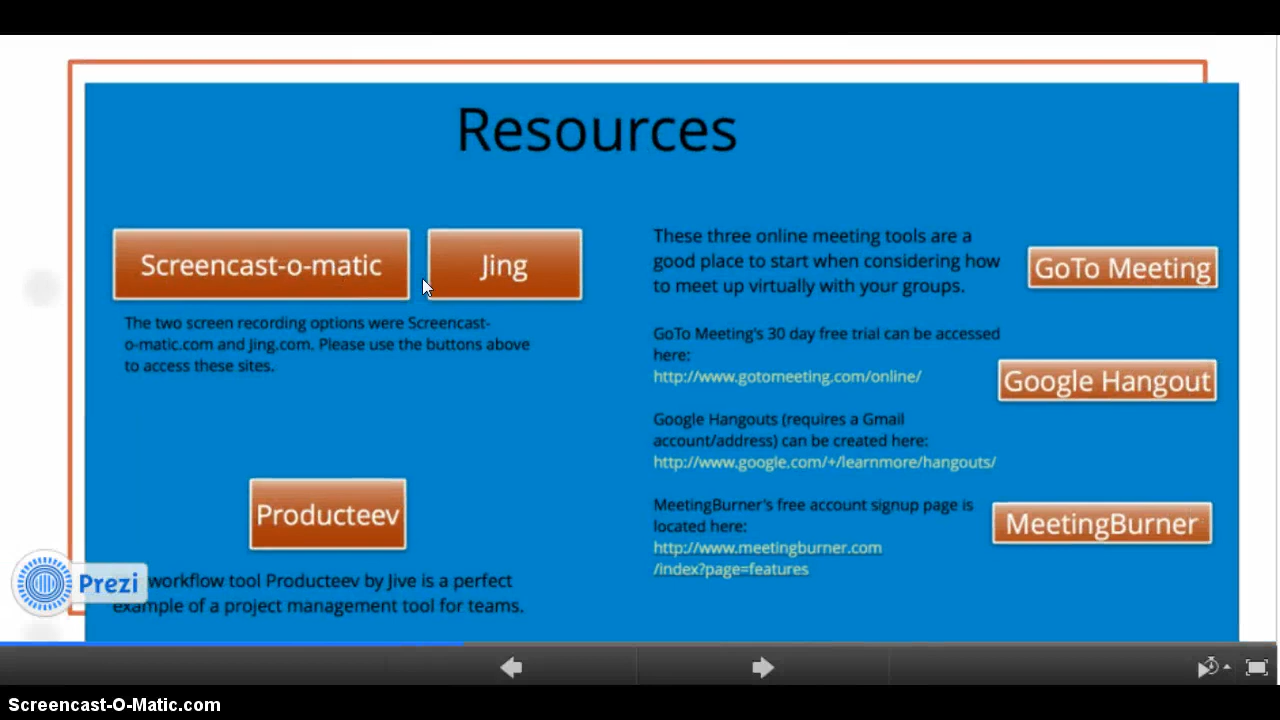 Resources
Screencast-o-matic
Jing
The two screen recording options were Screencast-
o-matic.com and Jing.com. Please use the buttons above
to access these sites.
Producteev
workflow tool Producteev by Jive is a perfect
example of a project management tool for teams.
These three online meeting tools are a
good place to start when considering how
to meet up virtually with your groups.
GoTo Meeting
GoTo Meeting's 30 day free trial can be accessed
here:
http://www.gotomeeting.com/online/
Google Hangout
Google Hangouts (requires a Gmail
account/address) can be created here:
http://www.google.com/+/learnmore/hangouts/
MeetingBurner's free account signup page is
located here:
http://www.meetingburner.com
/index?page=features
MeetingBurner
Prezi
Screencast-O-Matic.com